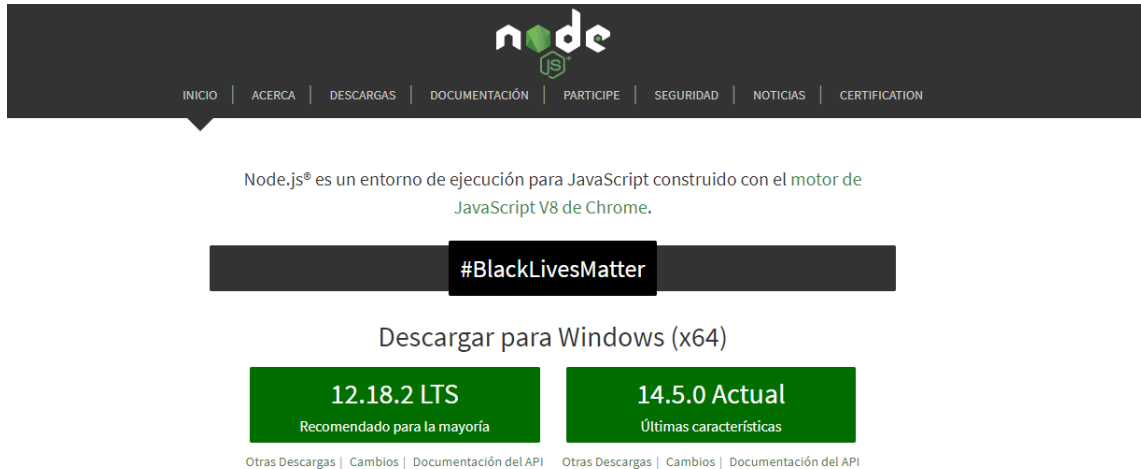 node
JS
INICIO | ACERCA | DESCARGAS | DOCUMENTACIÓN | PARTICIPE | SEGURIDAD | NOTICIAS | CERTIFICATION
Node.js® es un entorno de ejecución para JavaScript construido con el motor de
JavaScript V8 de Chrome.
#BlackLivesMatter
Descargar para Windows (x64)
12.18.2 LTS
Recomendado para la mayoría
14.5.0 Actual
Últimas características
Otras Descargas | Cambios | Documentación del API
Otras Descargas | Cambios | Documentación del API